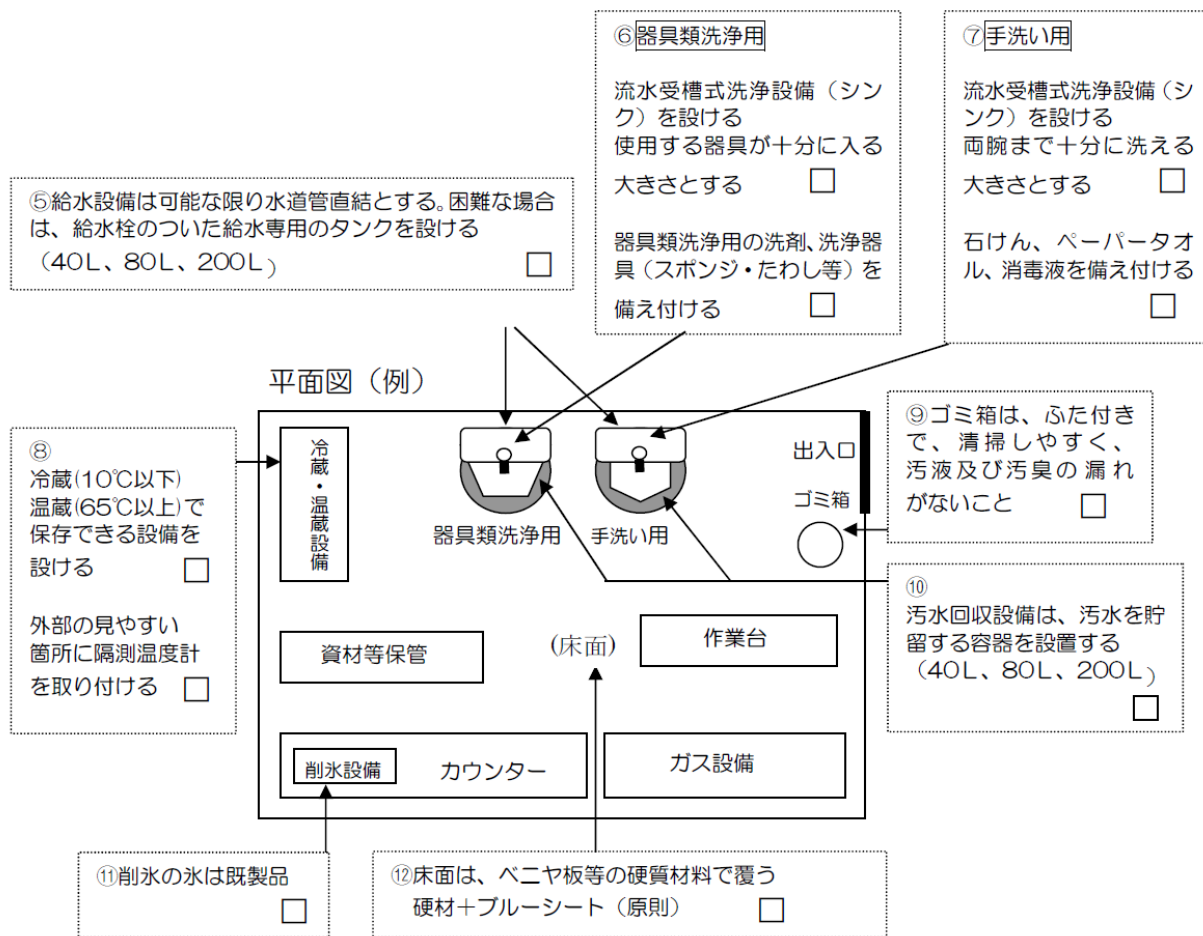 ⑥器具類洗浄用
流水受槽式洗浄設備（シン
ク）を設ける
使用する器具が十分に入る
大きさとする □
器具類洗浄用の洗剤、洗浄器
具（スポンジ・たわし等）を
備え付ける □
⑦手洗い用
流水受槽式洗浄設備（シ
ンク）を設ける
両腕まで十分に洗える
大きさとする □
石けん、ペーパータオ
ル、消毒液を備え付ける
□
⑤給水設備は可能な限り水道管直結とする。困難な場合
は、給水栓のついた給水専用のタンクを設ける
（40L、80L、200L） □
平面図（例）
⑧
冷蔵(10℃以下)
温蔵(65℃以上)で
保存できる設備を
設ける □
外部の見やすい
箇所に隔測温度計
を取り付ける □
冷蔵・温蔵設備
器具類洗浄用
手洗い用
出入口
ゴミ箱
⑨ゴミ箱は、ふた付き
で、清掃しやすく、
汚液及び汚臭の漏れ
がないこと □
⑩
汚水回収設備は、汚水を貯
留する容器を設置する
（40L、80L、200L）
□
資材等保管
(床面)
作業台
削氷設備
カウンター
ガス設備
⑪削氷の氷は既製品
□
⑫床面は、ベニヤ板等の硬質材料で覆う
硬材＋ブルーシート（原則） □